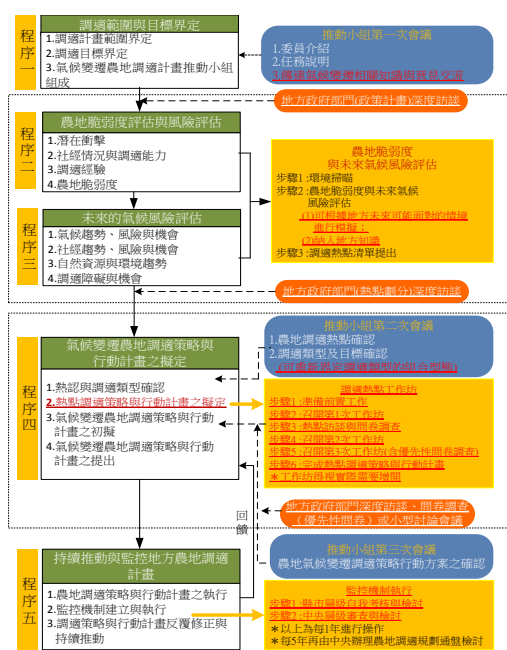 程序一
調適範圍與目標界定
1.調適計畫範圍界定
2.調適目標界定
3.氣候變遷農地調適計畫推動小組
組成
推動小組第一次會議
1.委員介紹
2.任務說明
3.傳達氣候變遷相關知識與意見交流
地方政府部門(政策計畫)深度訪談
程序二
農地脆弱度評估與風險評估
1.潛在衝擊
2.社經情況與調適能力
3.調適經驗
4.農地脆弱度
程序三
未來的氣候風險評估
1.氣候趨勢、風險與機會
2.社經趨勢、風險與機會
3.自然資源與環境趨勢
4.調適障礙與機會
農地脆弱度
與未來氣候風險評估
步驟1:環境掃瞄
步驟2:農地脆弱度與未來氣候
風險評估
(1)可根據地方未來可能面對的情境
進行模擬；
(2)納入地方知識
步驟3:調適熱點清單提出
地方政府部門(熱點劃分)深度訪談
程序四
氣候變遷農地調適策略與
行動計畫之擬定
1.熱認與調適類型確認
2.熱點調適策略與行動計畫之擬定
3.氣候變遷農地調適策略與行動
計畫之初擬
4.氣候變遷農地調適策略與行動
計畫之提出
推動小組第二次會議
1.農地調適熱點確認
2.調適類型及目標確認
(可重新界定調適類型的組合型態)
調適熱點工作坊
步驟1:準備前置工作
步驟2:召開第1次工作坊
步驟3:熱點訪談與問卷調查
步驟4:召開第2次工作坊
步驟5:召開第3次工作坊(含優先性問卷調查)
步驟6:完成熱點調適策略與行動計畫
＊工作坊得視實際需要增開
地方政府部門深度訪談、問卷調查
（優先性問卷）或小型討論會議
回饋
推動小組第三次會議
農地氣候變遷調適策略行動方案之確認
程序五
持續推動與監控地方農地調適
計畫
1.農地調適策略與行動計畫之執行
2.監控機制建立與執行
3.調適策略與行動計畫反覆修正與
持續推動
監控機制執行
步驟1:縣市層級自我考核與檢討
步驟2:中央層級審查與檢討
＊以上為每1年進行操作
＊每5年再由中央辦理農地調適規劃通盤檢討